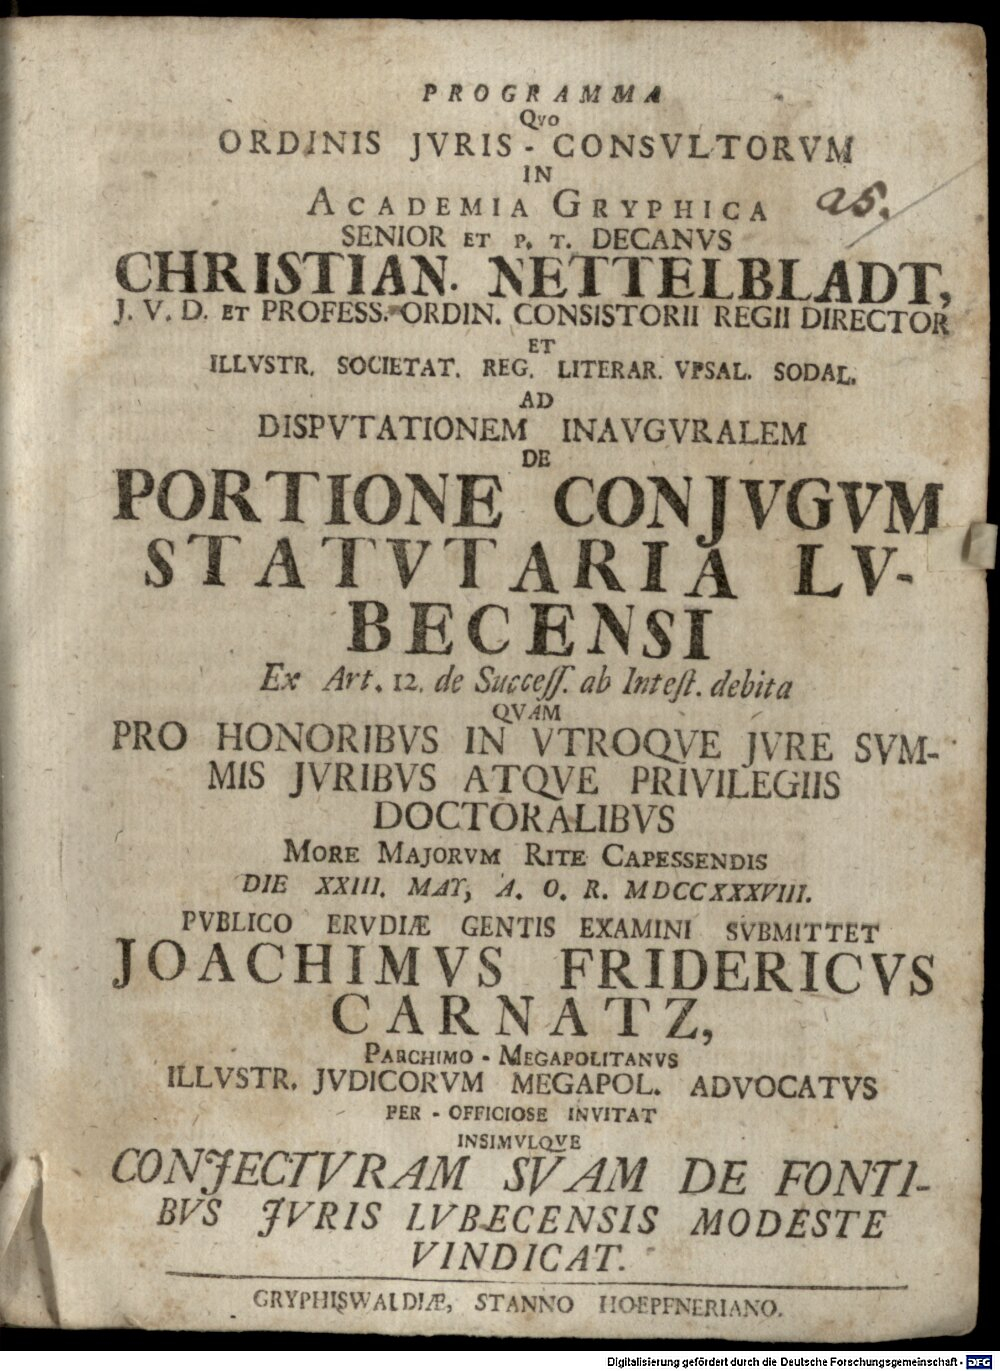 PROGRAMMA
QVO
ORDINIS JVRIS - CONSVLTORVM
IN
ACADEMIA GRYPHICA
25.
SENIOR ET P. T. DECANVS
CHRISTIAN. NETTELBLADT,
J. V. D. ET PROFESS. ORDIN. CONSISTORII REGII DIRECTOR
ET
ILLVSTR. SOCIETAT. REG. LITERAR. VPSAL. SODAL.
AD
DISPVTATIONEM INAVGVRALEM
DE
PORTIONE CONJVGVM
STATVTARIA LV-
BECENSI
Ex Art. 12. de Success. ab Intest. debita
QVAM
PRO HONORIBVS IN VTROQVE JVRE SVM-
MIS JVRIBVS ATQVE PRIVILEGIIS
DOCTORALIBVS
MORE MAJORVM RITE CAPESSENDIS
DIE XXIII. MAY, A. O. R. MDCCXXXVIII.
PVBLICO ERVDIÆ GENTIS EXAMINI SVBMITTET
JOACHIMVS FRIDERICVS
CARNATZ,
PARCHIMO - MEGAPOLITANVS
ILLVSTR. JVDICORVM MEGAPOL. ADVOCATVS
PER - OFFICIOSE INVITAT
INSIMVLQVE
CONJECTVRAM SVAM DE FONTI-
BVS JVRIS LVBECENSIS MODESTE
VINDICAT.
GRYPHISWALDIÆ, STANNO HOEPFNERIANO.
Digitalisierung gefördert durch die Deutsche Forschungsgemeinschaft - DFG